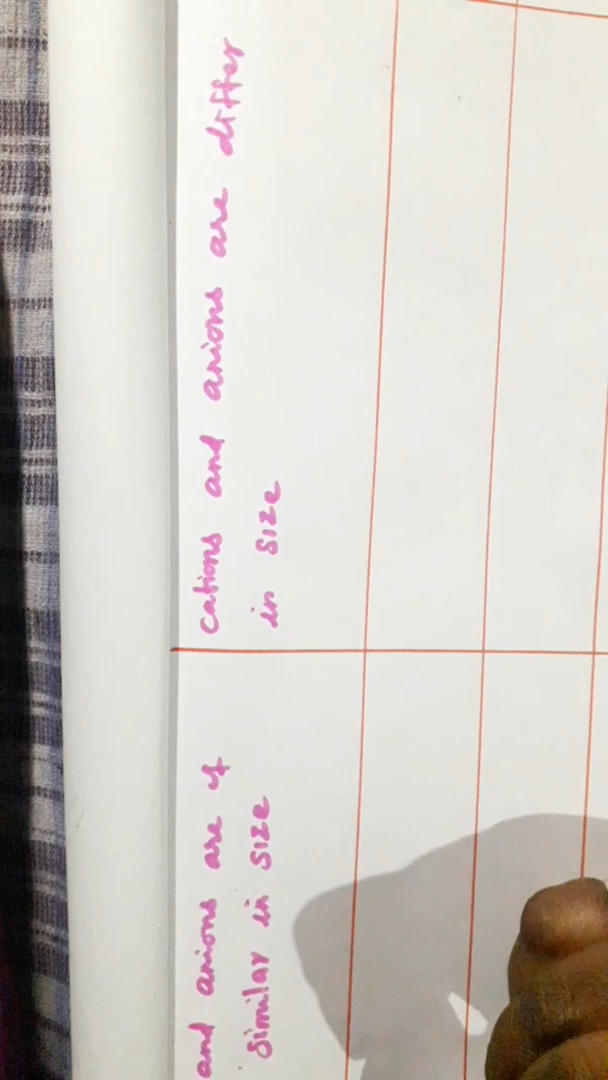 and anions are of
similar in size
cations and anions are differ
in size